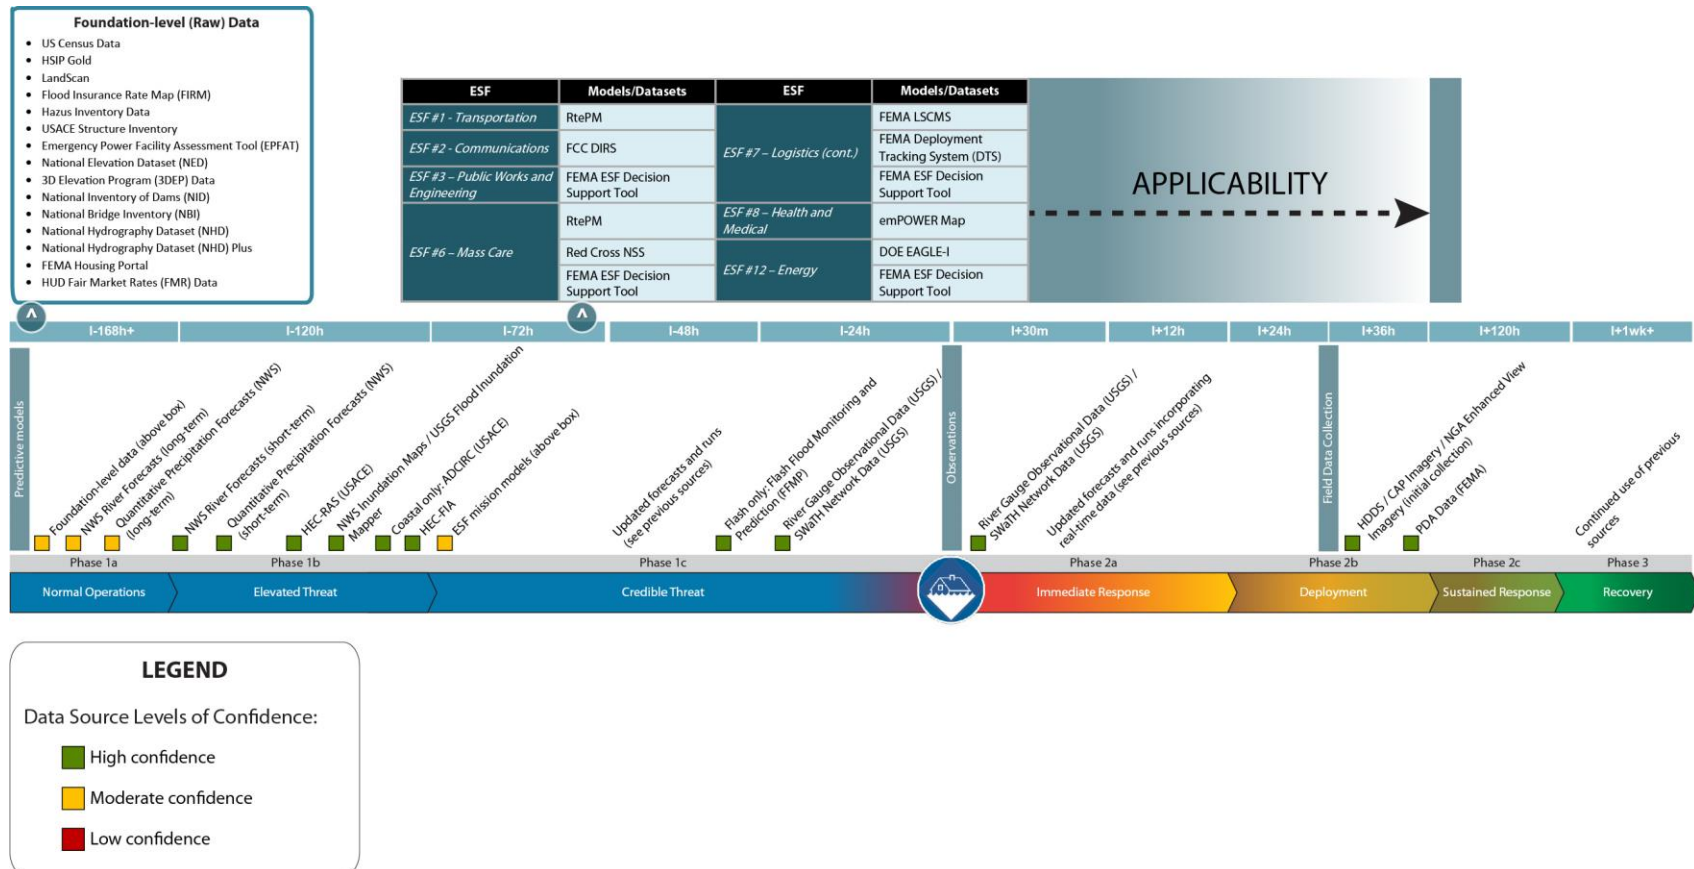 Foundation-level (Raw) Data
• US Census Data
• HSIP Gold
• LandScan
• Flood Insurance Rate Map (FIRM)
• Hazus Inventory Data
• USACE Structure Inventory
• Emergency Power Facility Assessment Tool (EPFAT)
• National Elevation Dataset (NED)
• 3D Elevation Program (3DEP) Data
• National Inventory of Dams (NID)
• National Bridge Inventory (NBI)
• National Hydrography Dataset (NHD)
• National Hydrography Dataset (NHD) Plus
• FEMA Housing Portal
• HUD Fair Market Rates (FMR) Data
ESF Models/Datasets ESF Models/Datasets
ESF #1 - Transportation
RtePM
ESF #2 - Communications
FCC DIRS
ESF #3 – Public Works and
Engineering
FEMA ESF Decision
Support Tool
ESF #6 – Mass Care
RtePM
Red Cross NSS
FEMA ESF Decision
Support Tool
ESF #7 – Logistics (cont.)
FEMA LSCMS
FEMA Deployment
Tracking System (DTS)
FEMA ESF Decision
Support Tool
ESF #8 – Health and
Medical
emPOWER Map
ESF #12 – Energy
DOE EAGLE-I
FEMA ESF Decision
Support Tool
APPLICABILITY
I-168h+ I-120h I-72h I-48h I-24h I+30m I+12h I+24h I+36h I+120h I+1wk+
Predictive models
Foundation-level data (above box)
NWS River Forecasts (long-term)
Quantitative Precipitation Forecasts (NWS)
(long-term)
NWS River Forecasts (short-term)
Quantitative Precipitation Forecasts (NWS)
(short-term)
HEC-RAS (USACE)
NWS Inundation Maps / USGS Flood Inundation
Mapper
Coastal only: ADCIRC (USACE)
HEC-FIA
ESF mission models (above box)
Updated forecasts and runs
(see previous sources)
Flash only: Flash Flood Monitoring and
Prediction (FFMP)
River Gauge Observational Data (USGS) /
SWaTH Network Data (USGS)
Observations
River Gauge Observational Data (USGS) /
SWaTH Network Data (USGS)
Updated forecasts and runs incorporating
real-time data (see previous sources)
Field Data Collection
HDDS / CAP Imagery / NGA Enhanced View
Imagery (initial collection)
PDA Data (FEMA)
Continued use of previous
sources
Phase 1a Phase 1b Phase 1c Phase 2a Phase 2b Phase 2c Phase 3
Normal Operations Elevated Threat Credible Threat Immediate Response Deployment Sustained Response Recovery
LEGEND
Data Source Levels of Confidence:
High confidence
Moderate confidence
Low confidence